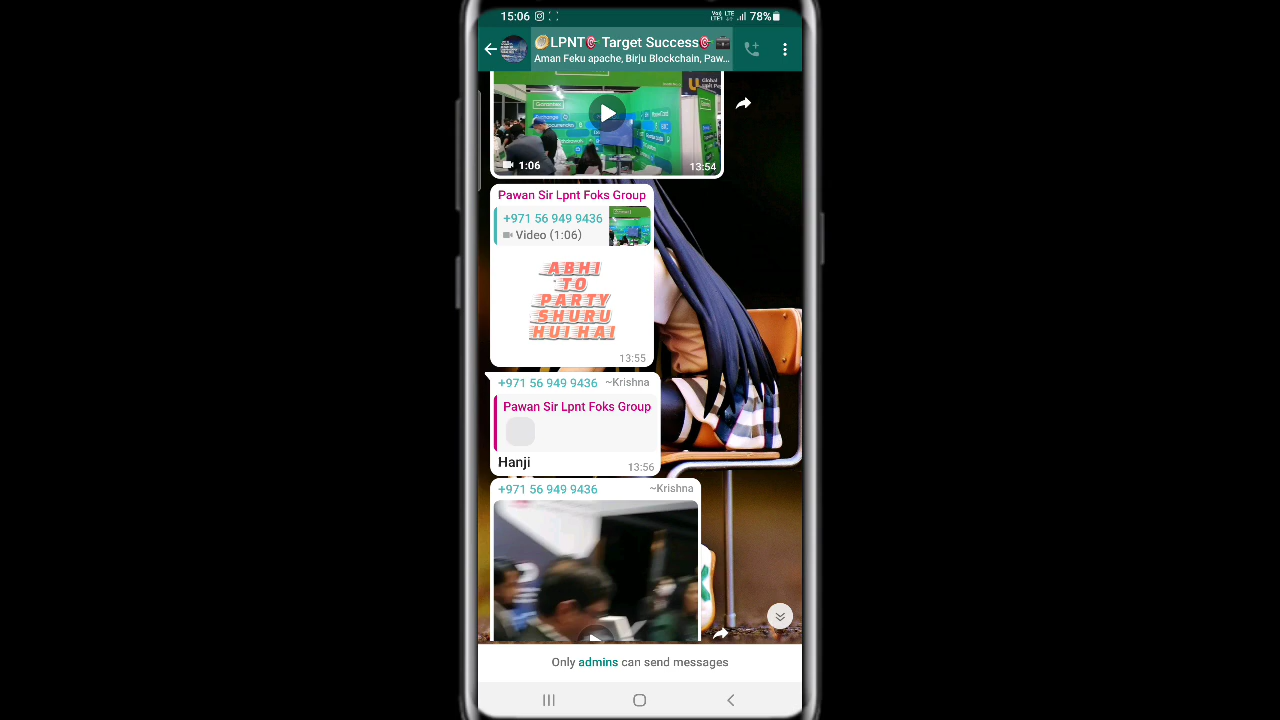 15:06
78%
LPNT Target Success
Aman Feku apache, Birju Blockchain, Paw...
Global
Garantex
Exchange
1:06
13:54
Pawan Sir Lpnt Foks Group
+971 56 949 9436
Video (1:06)
ABHI
TO
PARTY
SHURU
HUI HAI
13:55
+971 56 949 9436 ~Krishna
Pawan Sir Lpnt Foks Group
Hanji
13:56
+971 56 949 9436 ~Krishna
Only admins can send messages